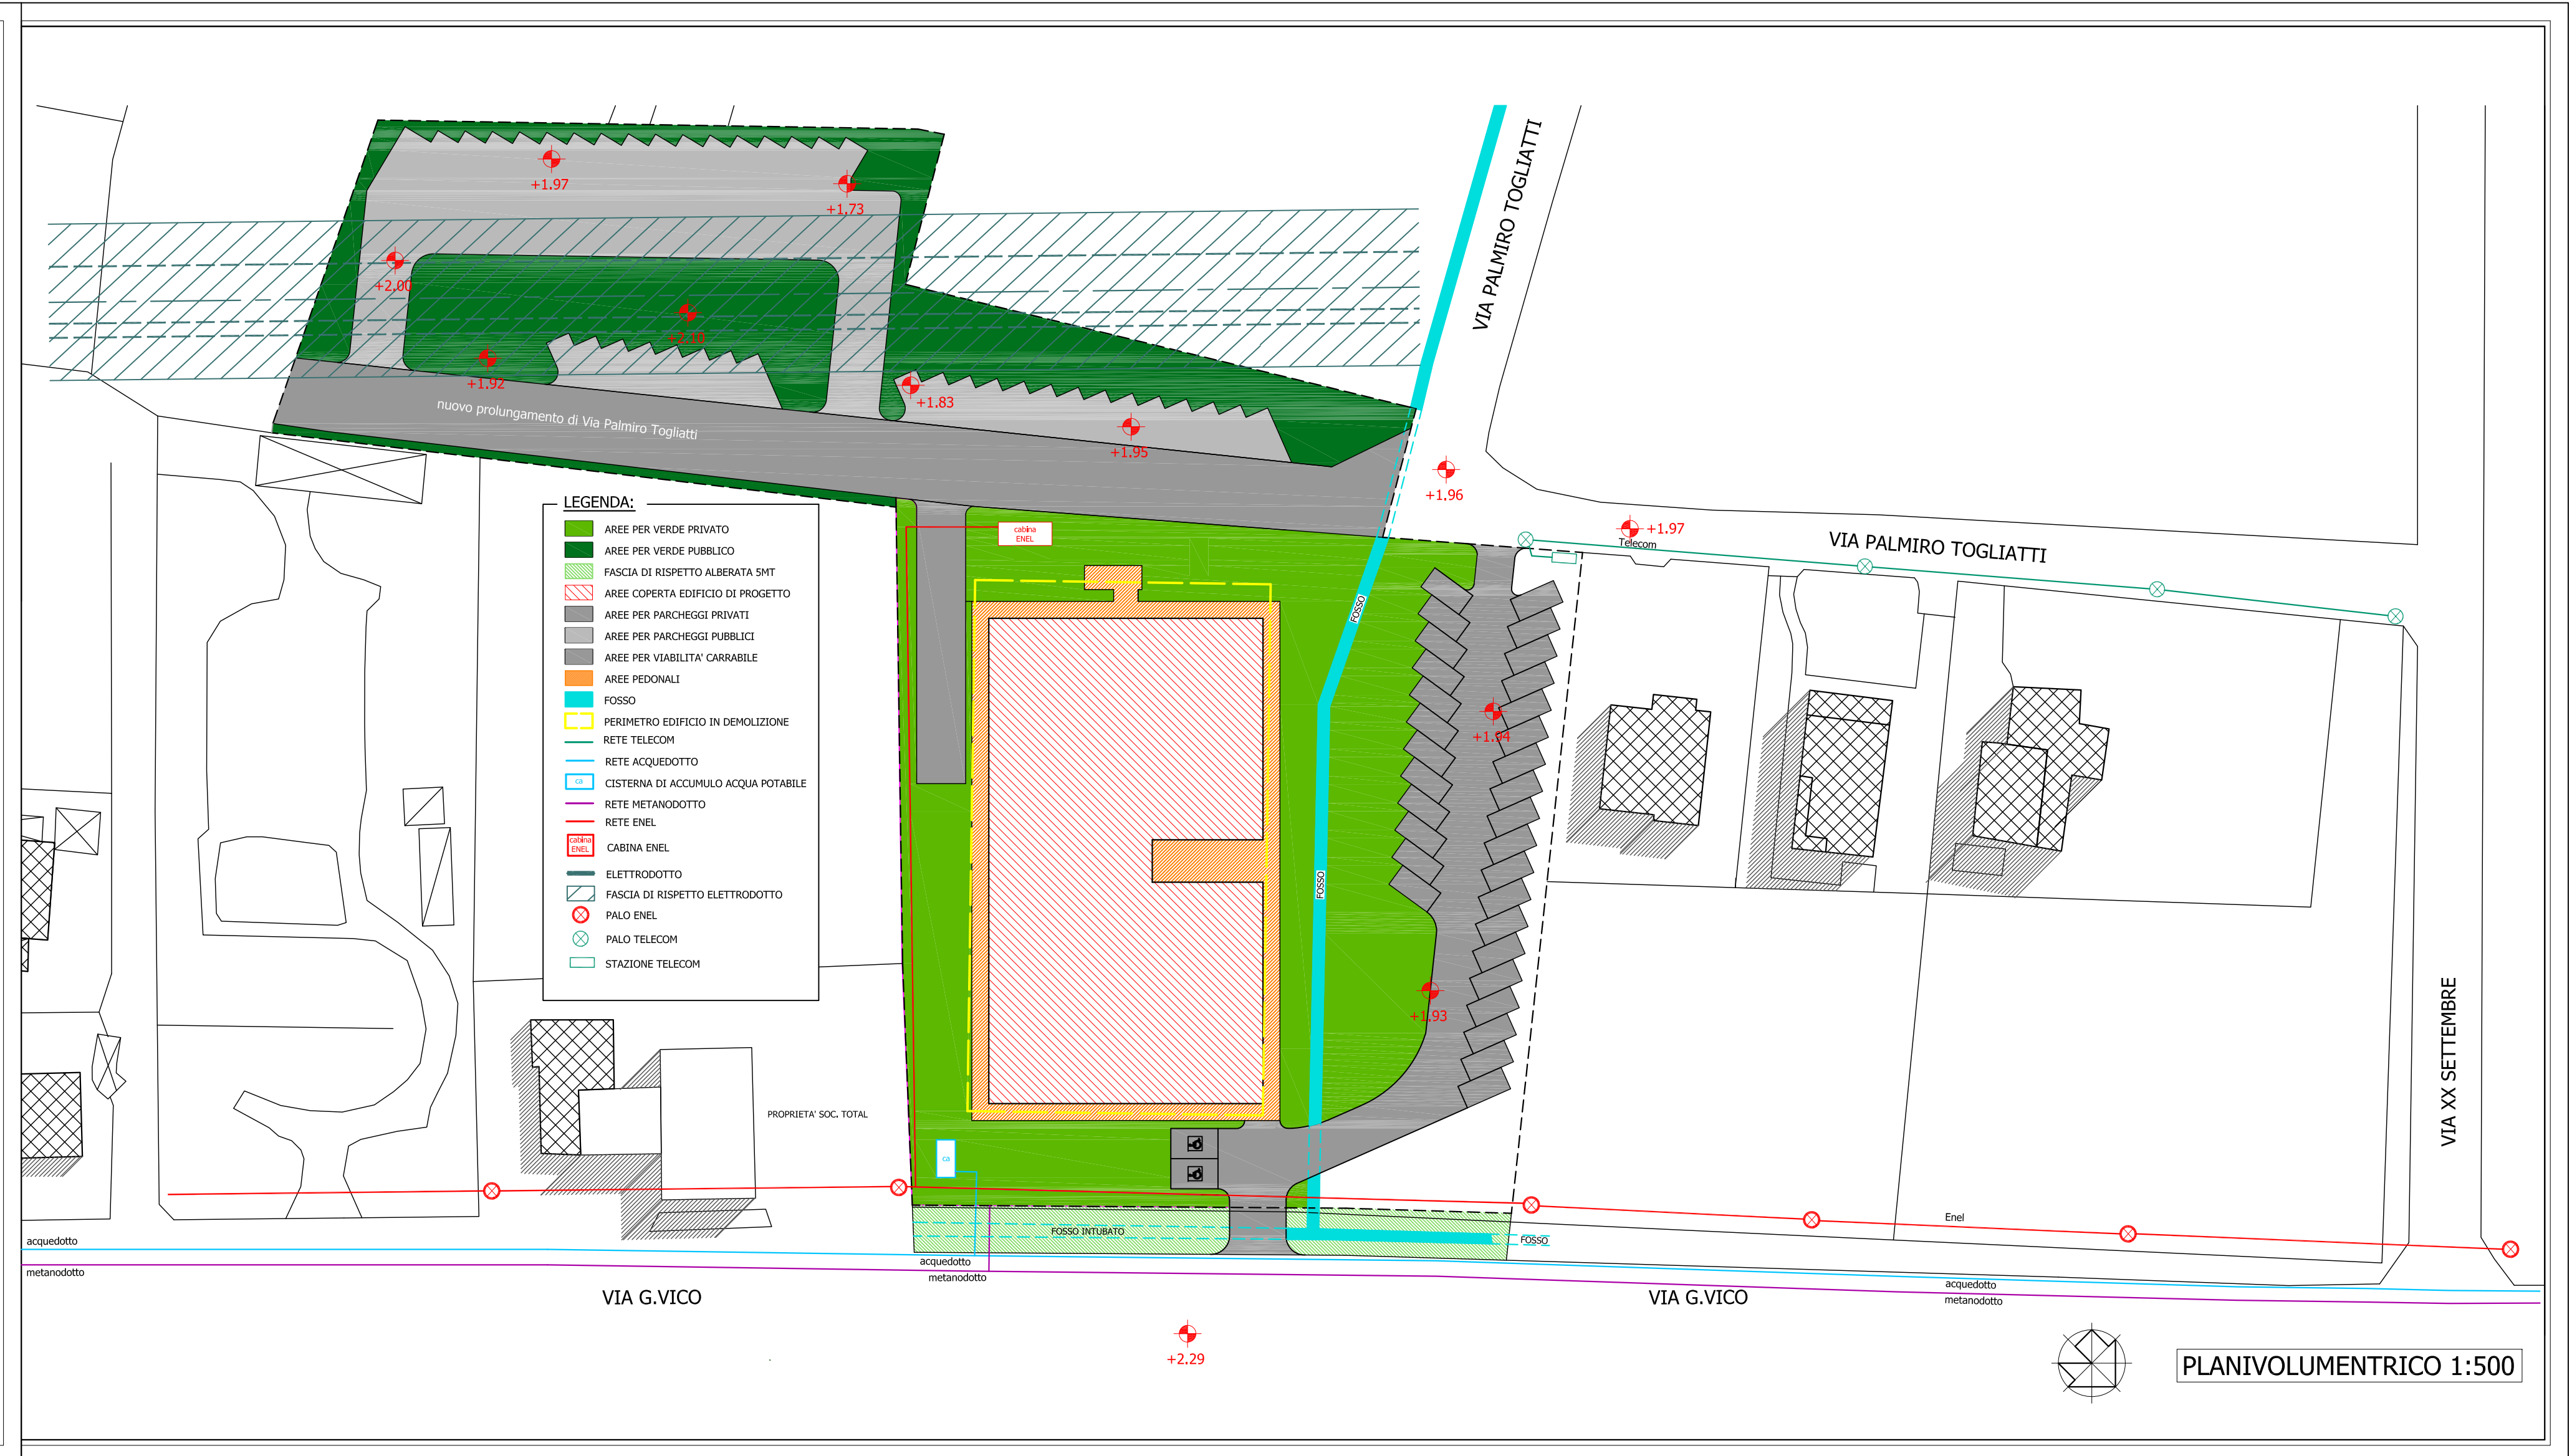 VIA PALMIRO TOGLIATTI
+1.97
+1.73
+2.00
+1.92
+1.83
+1.95
nuovo prolungamento di Via Palmiro Togliatti
+1.96
+1.97
Telecom
VIA PALMIRO TOGLIATTI
LEGENDA:
AREE PER VERDE PRIVATO
AREE PER VERDE PUBBLICO
FASCIA DI RISPETTO ALBERATA 5MT
AREE COPERTA EDIFICIO DI PROGETTO
AREE PER PARCHEGGI PRIVATI
AREE PER PARCHEGGI PUBBLICI
AREE PER VIABILITA' CARRABILE
AREE PEDONALI
FOSSO
PERIMETRO EDIFICIO IN DEMOLIZIONE
RETE TELECOM
RETE ACQUEDOTTO
ca
CISTERNA DI ACCUMULO ACQUA POTABILE
RETE METANODOTTO
RETE ENEL
cabina
ENEL
CABINA ENEL
ELETTRODOTTO
FASCIA DI RISPETTO ELETTRODOTTO
PALO ENEL
PALO TELECOM
STAZIONE TELECOM
cabina
ENEL
FOSSO
+1.94
FOSSO
+1.93
PROPRIETA' SOC. TOTAL
ca
VIA XX SETTEMBRE
Enel
FOSSO INTUBATO
FOSSO
acquedotto
metanodotto
acquedotto
metanodotto
acquedotto
metanodotto
VIA G.VICO
VIA G.VICO
+2.29
PLANIVOLUMENTRICO 1:500